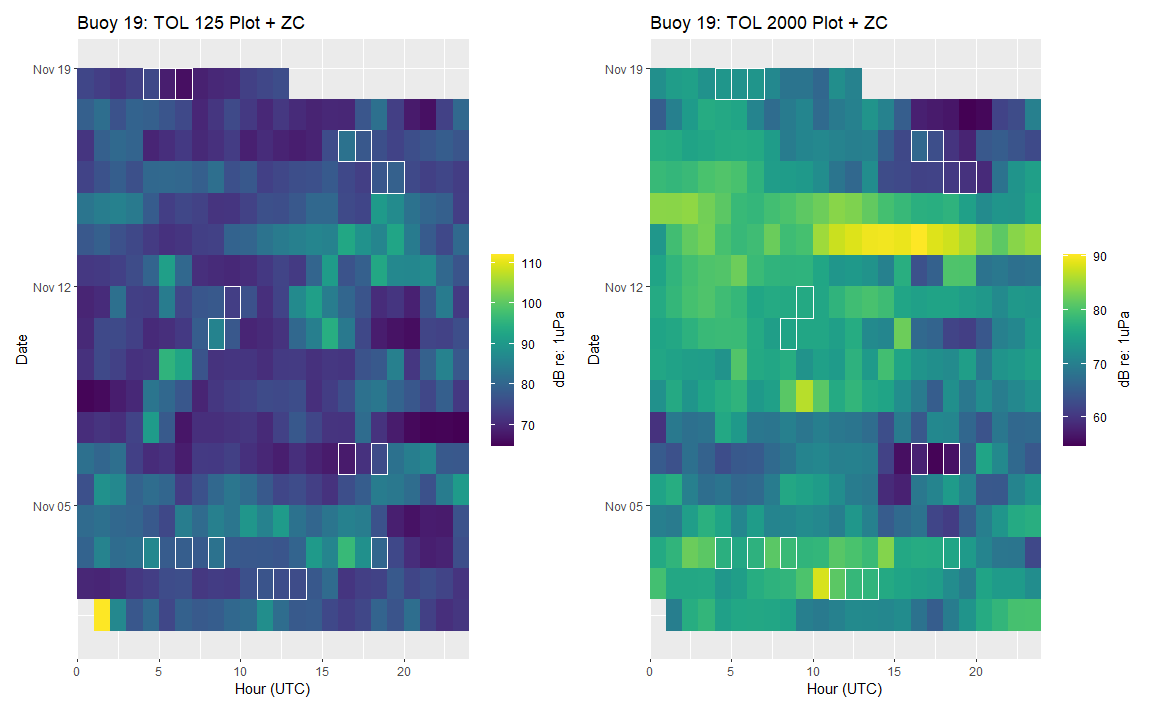 Buoy 19: TOL 125 Plot + ZC
Nov 19
Nov 12
Nov 05
Date
0 5 10 15 20
Hour (UTC)
110
100
90
80
70
dB re: 1uPa
Buoy 19: TOL 2000 Plot + ZC
Nov 19
Nov 12
Nov 05
Date
0 5 10 15 20
Hour (UTC)
90
80
70
60
dB re: 1uPa